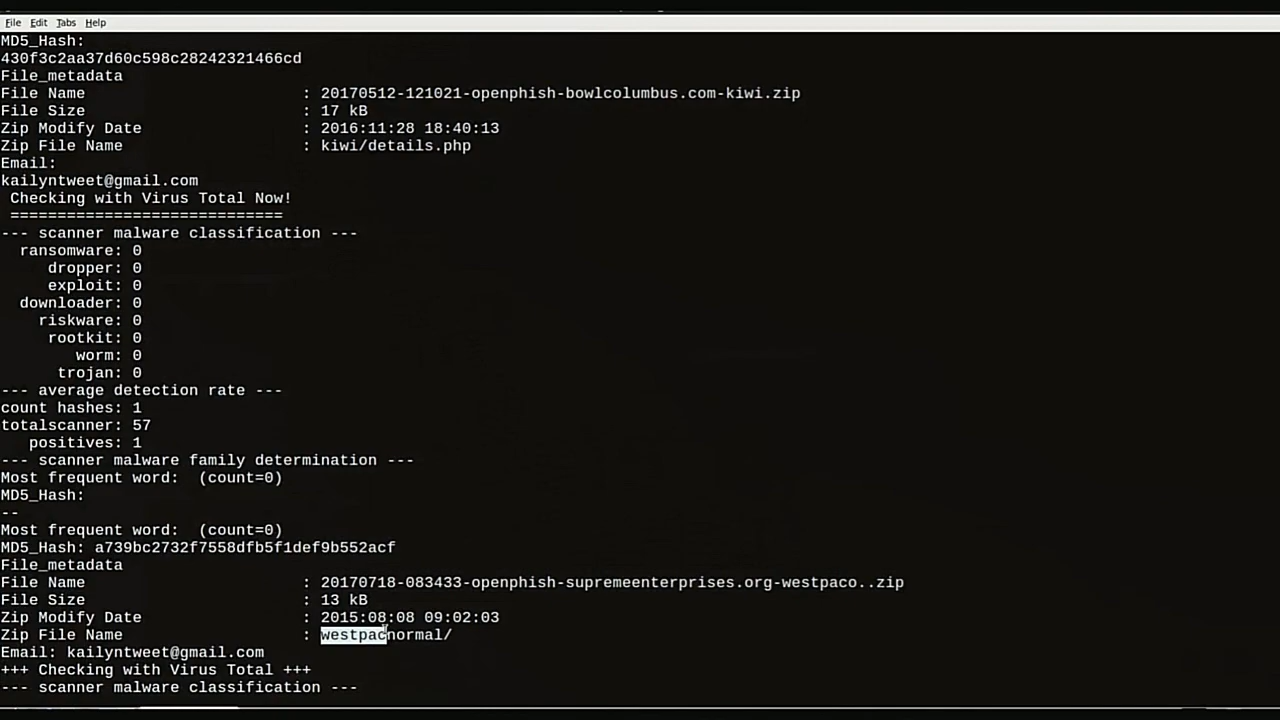 File Edit Tabs Help
MD5_Hash:
430f3c2aa37d60c598c28242321466cd
File_metadata
File Name : 20170512-121021-openphish-bowlcolumbus.com-kiwi.zip
File Size : 17 kB
Zip Modify Date : 2016:11:28 18:40:13
Zip File Name : kiwi/details.php
Email:
kailyntweet@gmail.com
Checking with Virus Total Now!
=============================
--- scanner malware classification ---
ransomware: 0
dropper: 0
exploit: 0
downloader: 0
riskware: 0
rootkit: 0
worm: 0
trojan: 0
--- average detection rate ---
count hashes: 1
totalscanner: 57
positives: 1
--- scanner malware family determination ---
Most frequent word:  (count=0)
MD5_Hash:
--
Most frequent word:  (count=0)
MD5_Hash: a739bc2732f7558dfb5f1def9b552acf
File_metadata
File Name : 20170718-083433-openphish-supremeenterprises.org-westpaco..zip
File Size : 13 kB
Zip Modify Date : 2015:08:08 09:02:03
Zip File Name : westpacnormal/
Email: kailyntweet@gmail.com
+++ Checking with Virus Total +++
--- scanner malware classification ---